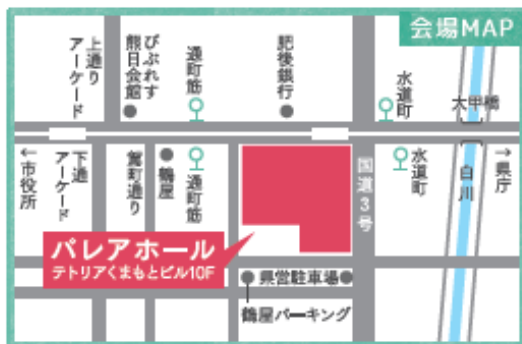 会場MAP
上通り
アーケード
びぷれす
熊日会館
通町筋
肥後銀行
水道町
大甲橋
←市役所
下通
アーケード
駕町通り
鶴屋
通町筋
国道3号
水道町
白川
→県庁
パレアホール
テトリアくまもとビル10F
県営駐車場
鶴屋パーキング